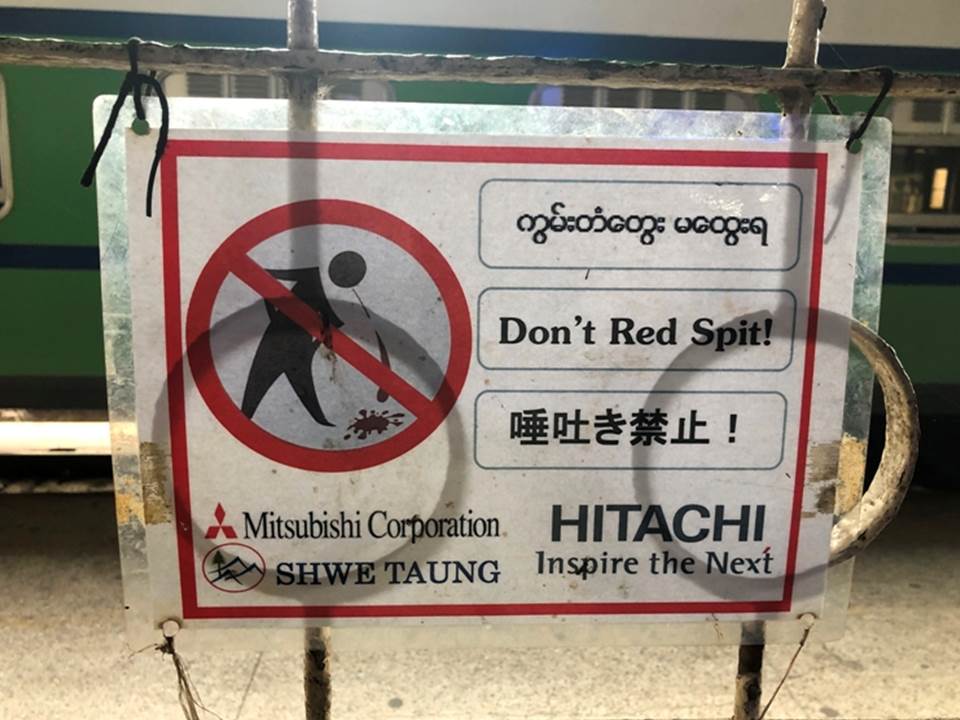 ကွမ်းတံတွေး မထွေးရ
Don't Red Spit!
唾吐き禁止！
Mitsubishi Corporation
SHWE TAUNG
HITACHI
Inspire the Next